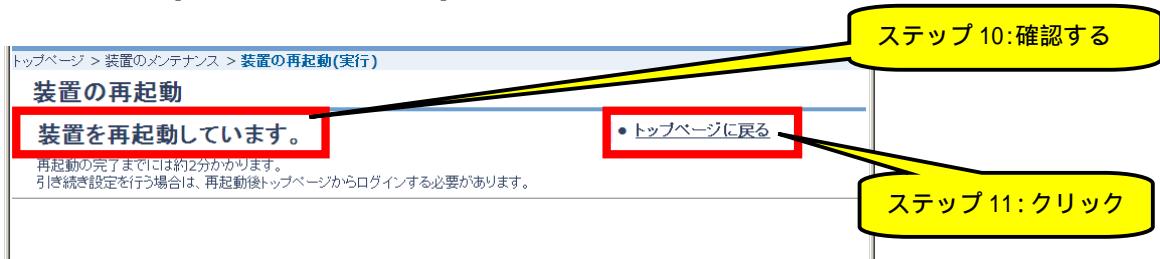 ステップ 10:確認する
トップページ > 装置のメンテナンス > 装置の再起動(実行)
装置の再起動
装置を再起動しています。
● トップページに戻る
再起動の完了までには約2分かかります。
引き続き設定を行う場合は、再起動後トップページからログインする必要があります。
ステップ 11:クリック